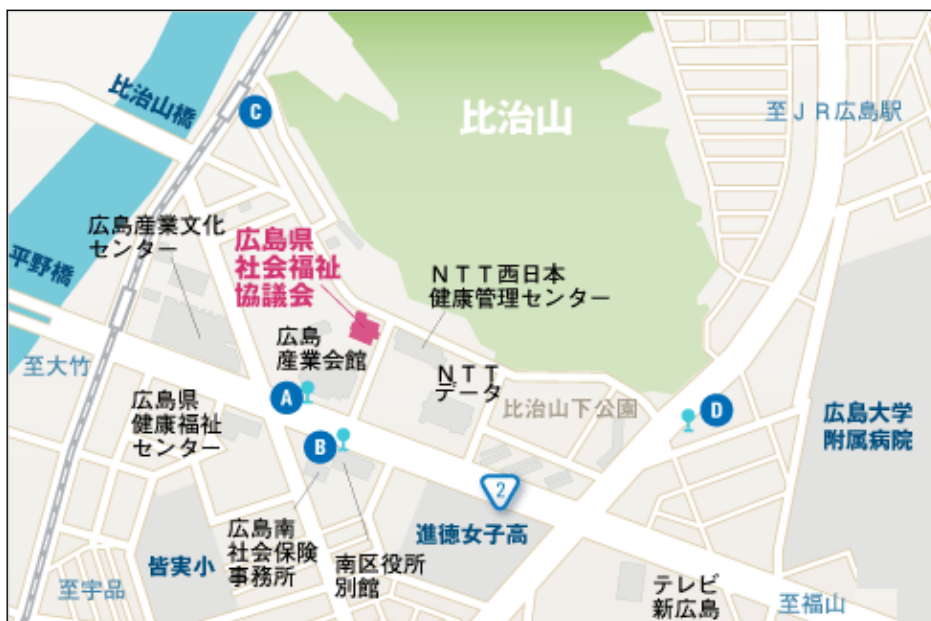 比治山橋
C
比治山
至ＪＲ広島駅
広島産業文化
センター
平野橋
広島県
社会福祉
協議会
ＮＴＴ西日本
健康管理センター
広島
産業会館
至大竹
ＮＴＴ
データ
A
比治山下公園
D
広島県
健康福祉
センター
広島大学
附属病院
B
2
広島南
社会保険
事務所
進徳女子高
皆実小
南区役所
別館
至宇品
テレビ
新広島
至福山